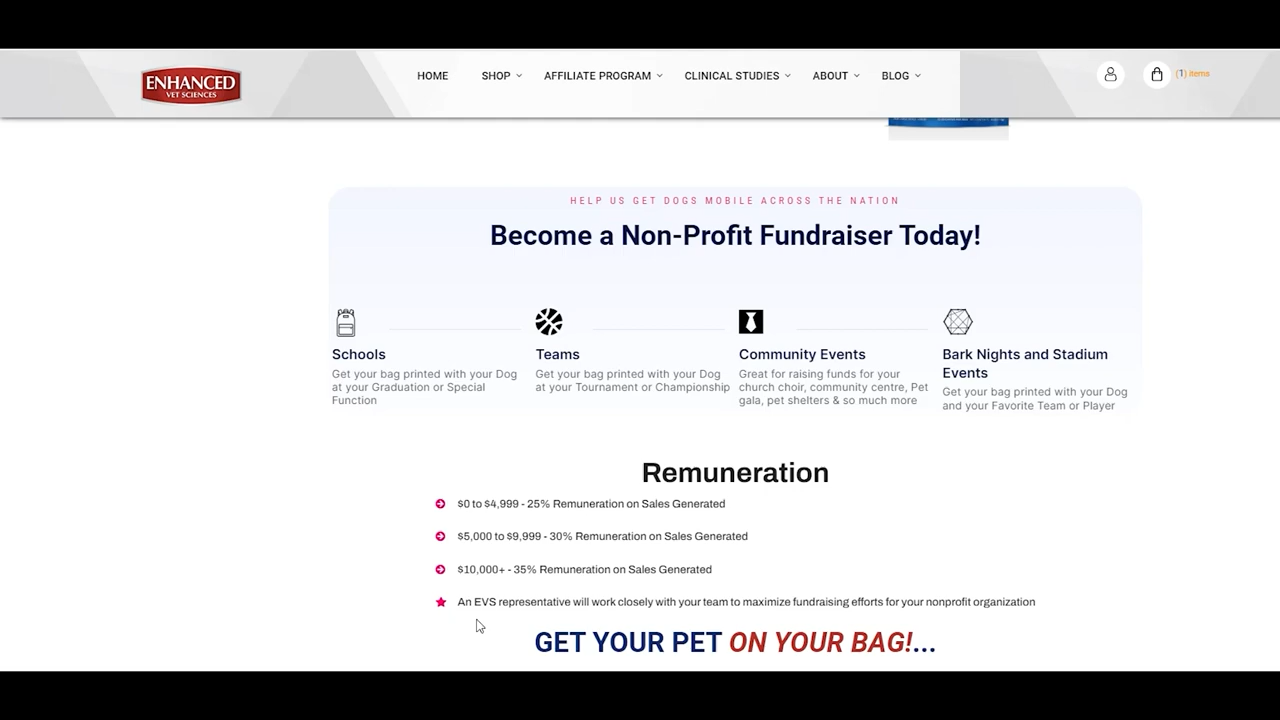 ENHANCED
VET SCIENCES
HOME SHOP AFFILIATE PROGRAM CLINICAL STUDIES ABOUT BLOG
(1) items
HELP US GET DOGS MOBILE ACROSS THE NATION
Become a Non-Profit Fundraiser Today!
Schools
Get your bag printed with your Dog
at your Graduation or Special
Function
Teams
Get your bag printed with your Dog
at your Tournament or Championship
Community Events
Great for raising funds for your
church choir, community centre, Pet
gala, pet shelters & so much more
Bark Nights and Stadium
Events
Get your bag printed with your Dog
and your Favorite Team or Player
Remuneration
$0 to $4,999 - 25% Remuneration on Sales Generated
$5,000 to $9,999 - 30% Remuneration on Sales Generated
$10,000+ - 35% Remuneration on Sales Generated
An EVS representative will work closely with your team to maximize fundraising efforts for your nonprofit organization
GET YOUR PET ON YOUR BAG!...